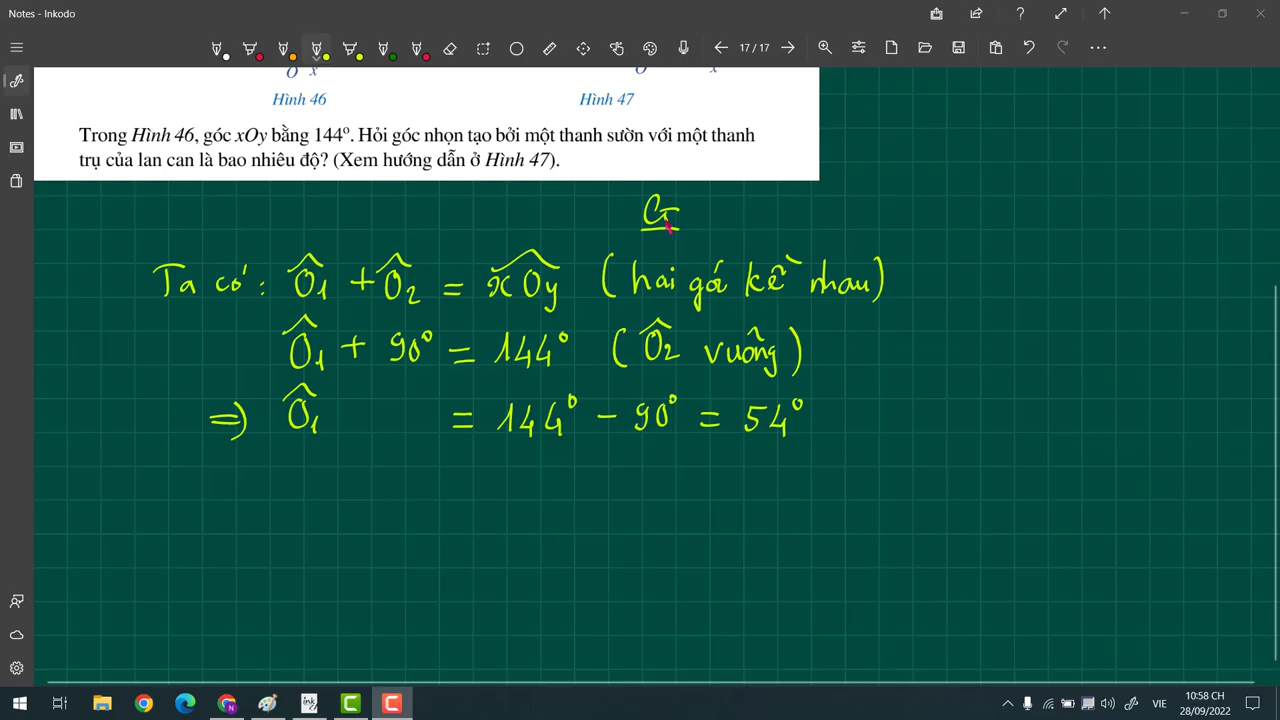 Notes - Inkodo
17 / 17
O x
O x
Hình 46 Hình 47
Trong Hình 46, góc xOy bằng 144°. Hỏi góc nhọn tạo bởi một thanh sườn với một thanh
trụ của lan can là bao nhiêu độ? (Xem hướng dẫn ở Hình 47).
Ta có: Ô1 + Ô2 = xOy (hai gó kề nhau)
Ô1 + 90° = 144° (Ô2 vuông)
=> Ô1 = 144° - 90° = 54°
VIE
10:58 CH
28/09/2022